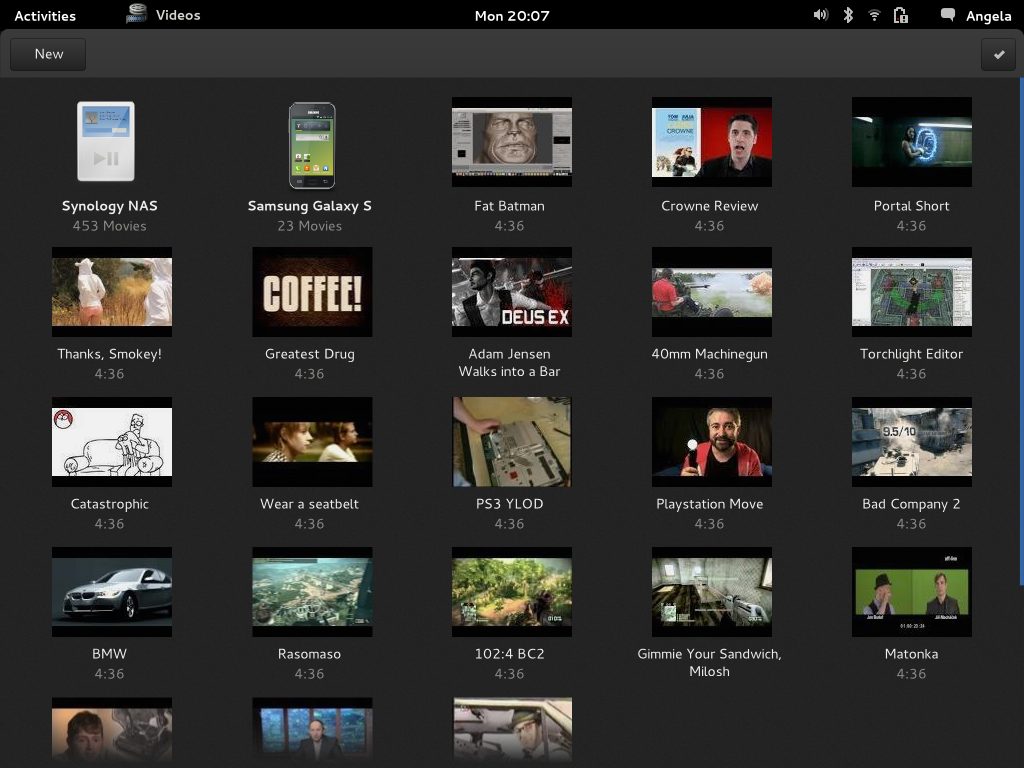 Activities
Videos
Mon 20:07
Angela
New
TOM JULIA
CROWNE
Synology NAS
453 Movies
Samsung Galaxy S
23 Movies
Fat Batman
4:36
Crowne Review
4:36
Portal Short
4:36
COFFEE!
DEUS EX
Thanks, Smokey!
4:36
Greatest Drug
4:36
Adam Jensen
Walks into a Bar
40mm Machinegun
4:36
Torchlight Editor
4:36
9.5/10
Catastrophic
4:36
Wear a seatbelt
4:36
PS3 YLOD
4:36
Playstation Move
4:36
Bad Company 2
4:36
off-line
BMW
4:36
Rasomaso
4:36
102:4 BC2
4:36
Gimmie Your Sandwich,
Milosh
Matonka
4:36